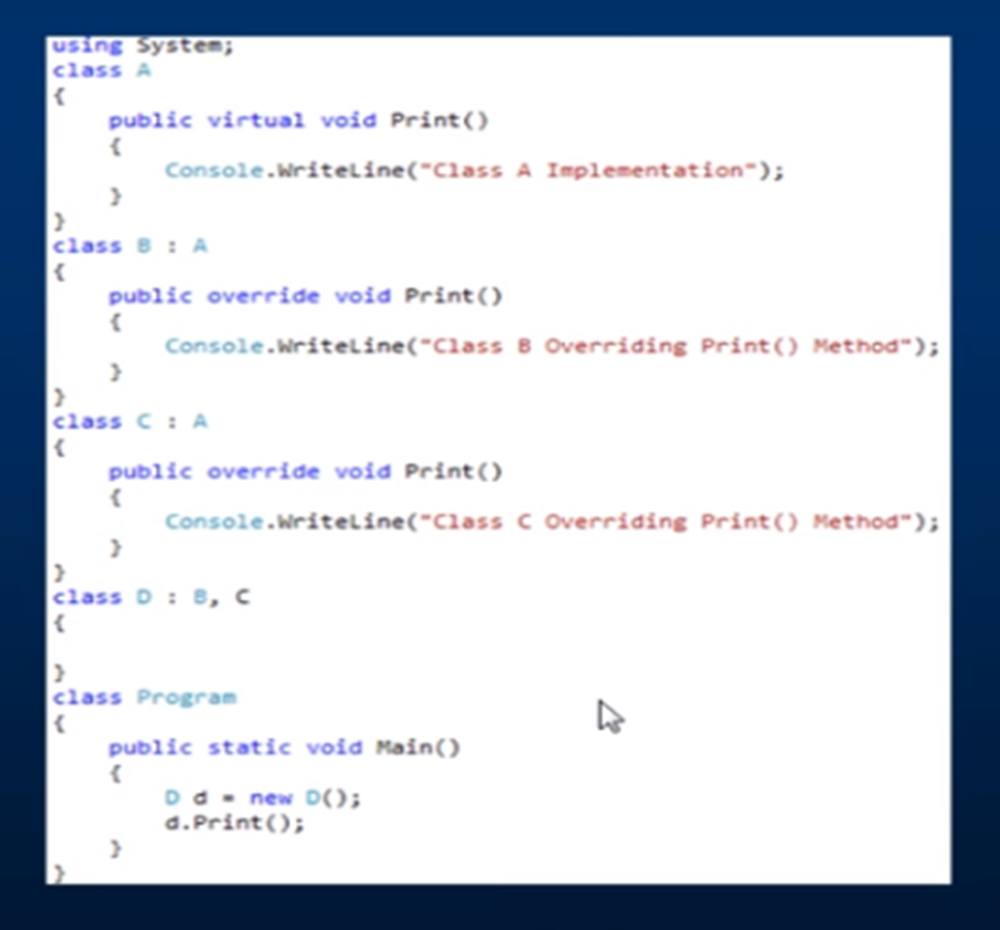 using System;
class A
{
    public virtual void Print()
    {
        Console.WriteLine("Class A Implementation");
    }
}
class B : A
{
    public override void Print()
    {
        Console.WriteLine("Class B Overriding Print() Method");
    }
}
class C : A
{
    public override void Print()
    {
        Console.WriteLine("Class C Overriding Print() Method");
    }
}
class D : B, C
{
}
class Program
{
    public static void Main()
    {
        D d = new D();
        d.Print();
    }
}